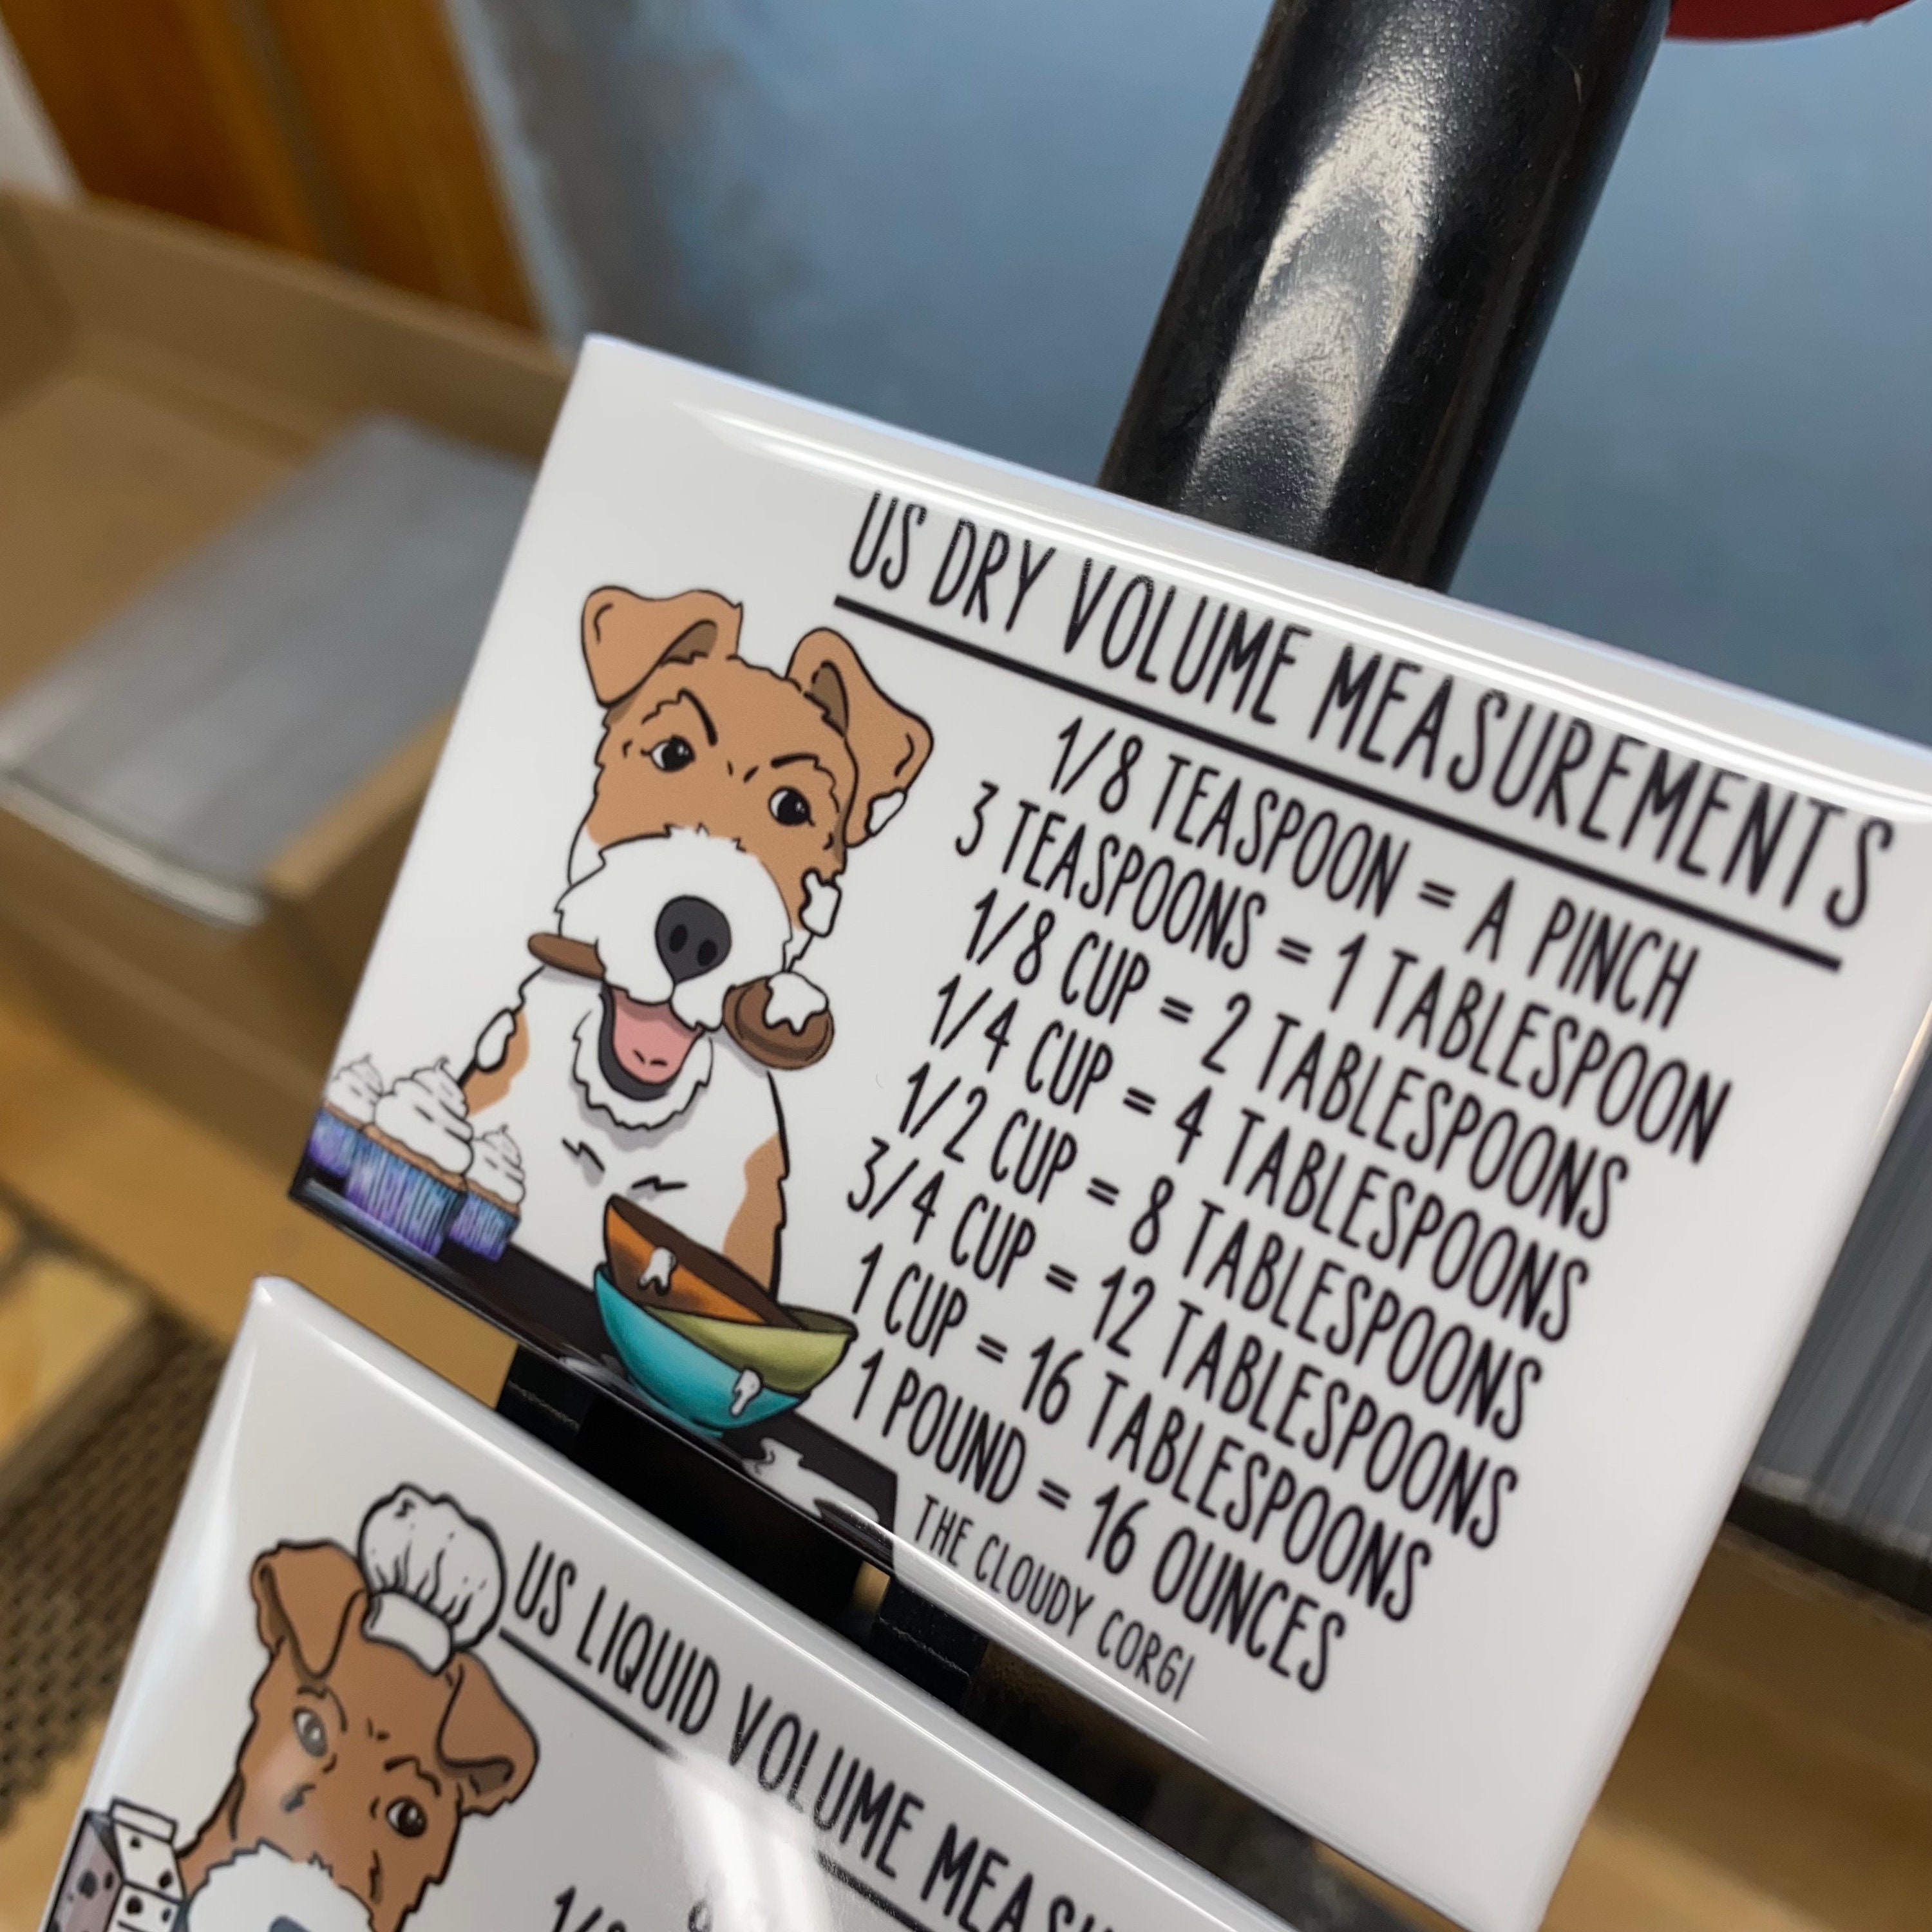 US DRY VOLUME MEASUREMENTS
1/8 TEASPOON = A PINCH
3 TEASPOONS = 1 TABLESPOON
1/8 CUP = 2 TABLESPOONS
1/4 CUP = 4 TABLESPOONS
1/2 CUP = 8 TABLESPOONS
3/4 CUP = 12 TABLESPOONS
1 CUP = 16 TABLESPOONS
1 POUND = 16 OUNCES
THE CLOUDY CORGI
US LIQUID VOLUME